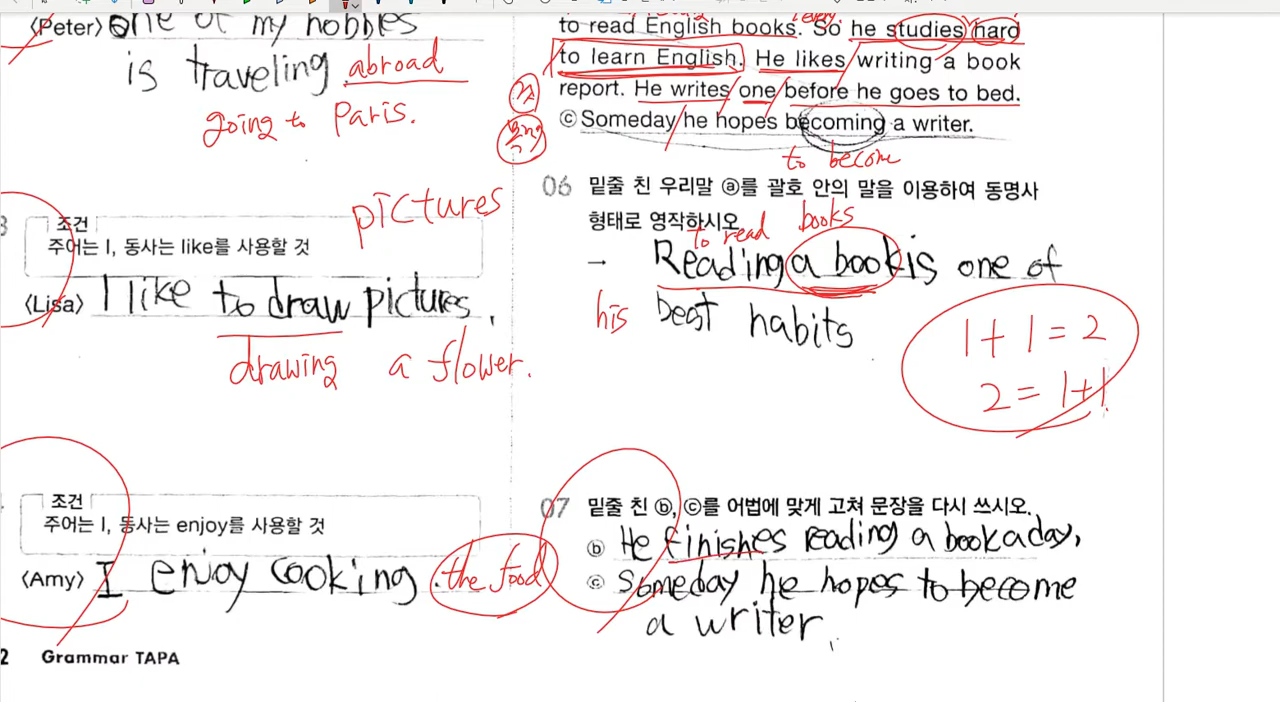 <Peter> One of my hobbies
is traveling abroad
going to Paris.
pictures
조건
주어는 I, 동사는 like를 사용할 것
<Lisa> I like to draw pictures.
drawing a flower.
조건
주어는 I, 동사는 enjoy를 사용할 것
<Amy> I enjoy cooking. the food
2 Grammar TAPA
to read English books. So he studies hard
to learn English. He likes writing a book
report. He writes one before he goes to bed.
ⓒ Someday he hopes becoming a writer.
to become
06 밑줄 친 우리말 ⓐ를 괄호 안의 말을 이용하여 동명사
형태로 영작하시오.
to read books
→ Reading a book is one of
his best habits
1+1=2
2=1+1
07 밑줄 친 ⓑ, ⓒ를 어법에 맞게 고쳐 문장을 다시 쓰시오.
ⓑ He finishes reading a book a day,
ⓒ Someday he hopes to become
a writer.